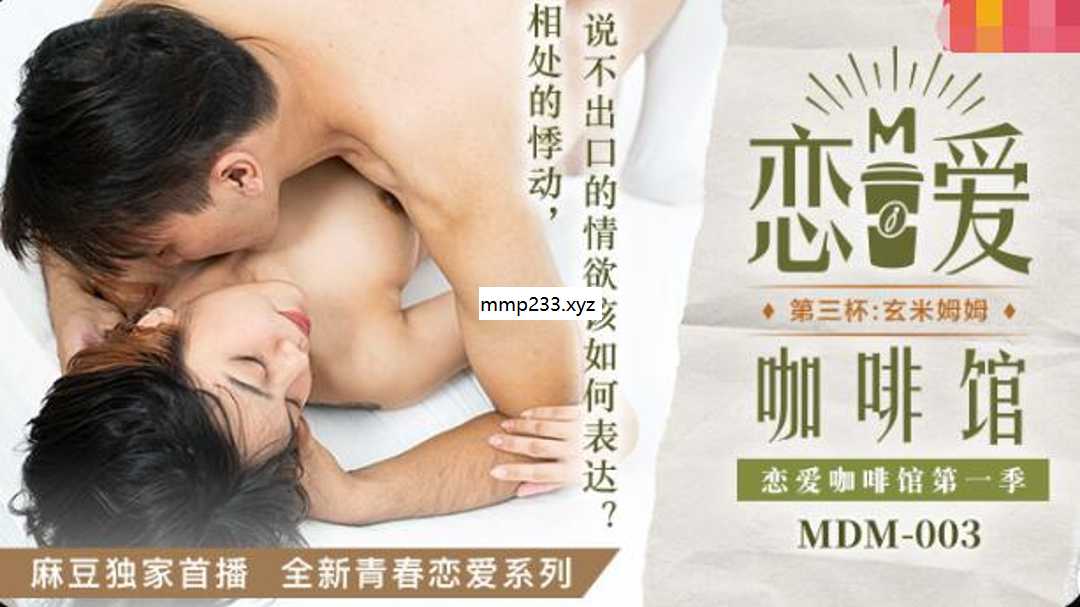 说不出口的情欲该如何表达？
相处的悸动，
mmp233.xyz
M
恋爱
第三杯:玄米姆姆
咖啡馆
恋爱咖啡馆第一季
MDM-003
麻豆独家首播 全新青春恋爱系列